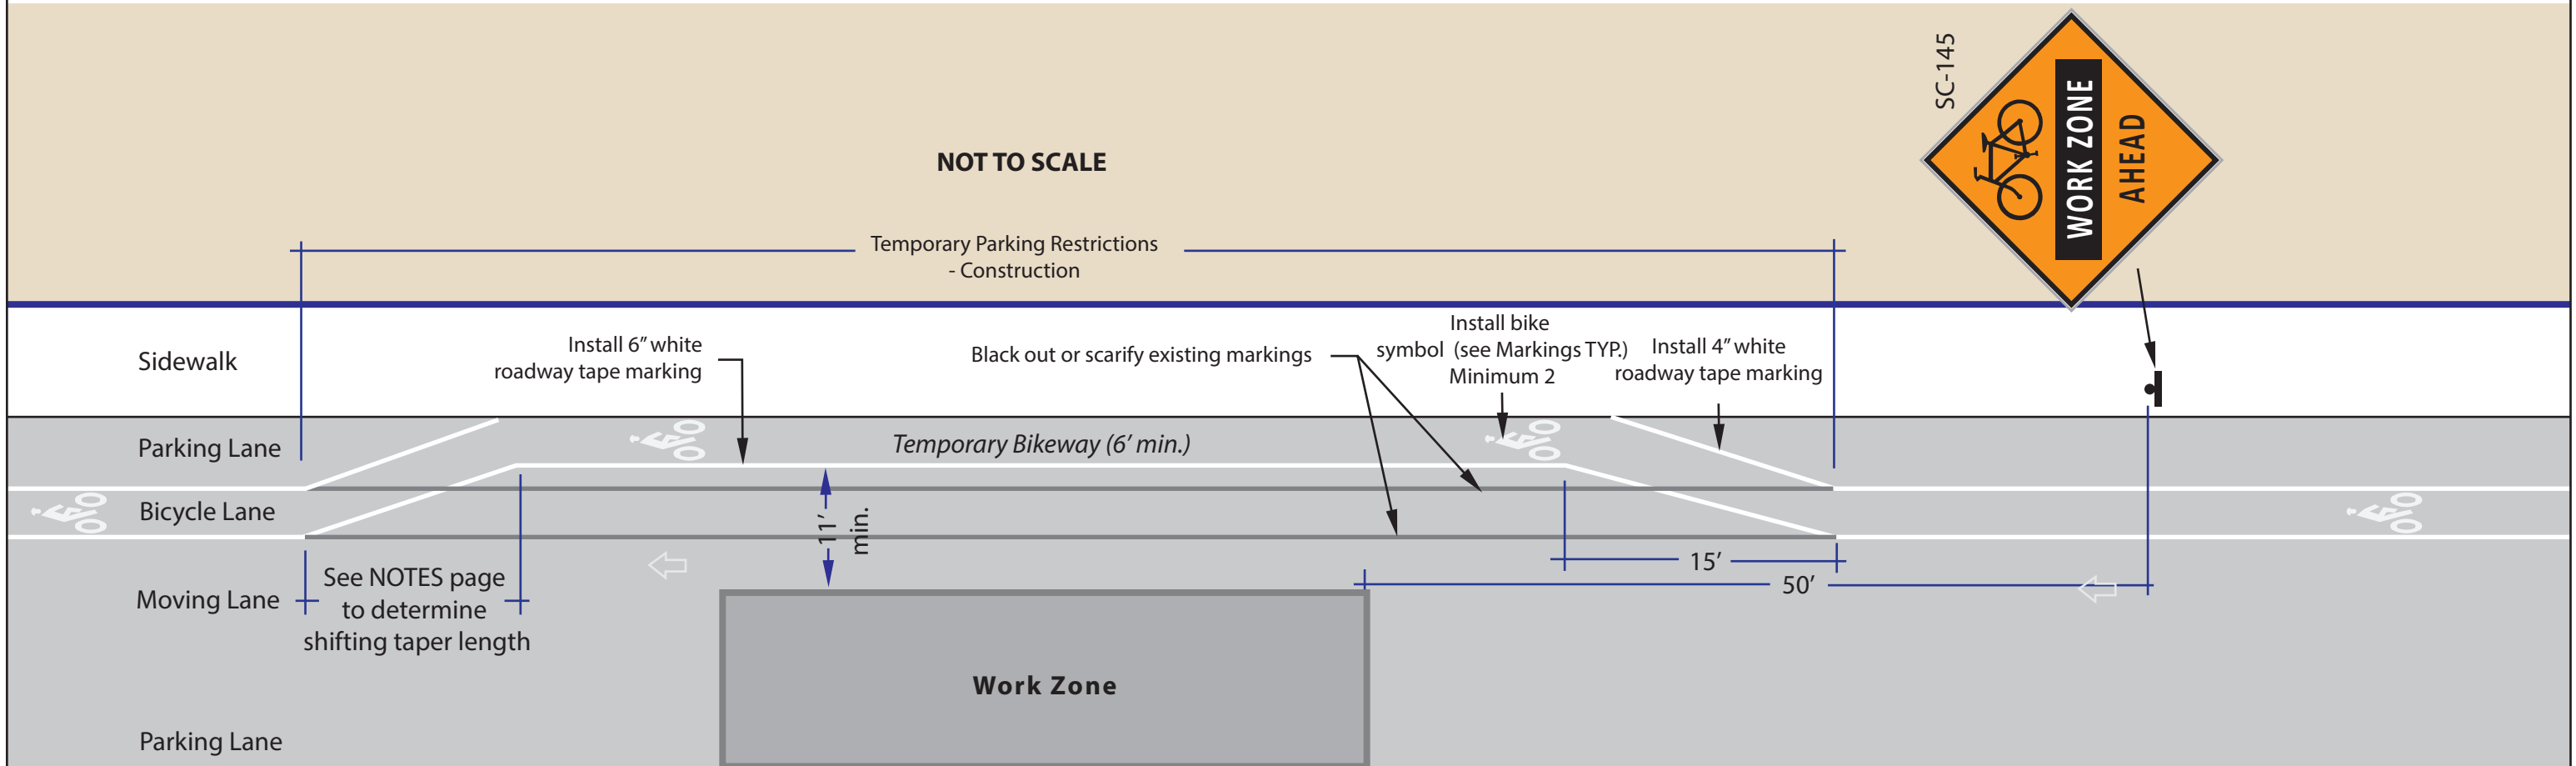 SC-145
WORK ZONE
AHEAD
NOT TO SCALE
Temporary Parking Restrictions
- Construction
Sidewalk
Install 6” white
roadway tape marking
Black out or scarify existing markings
Install bike
symbol (see Markings TYP.)
Minimum 2
Install 4” white
roadway tape marking
Parking Lane
Temporary Bikeway (6’ min.)
Bicycle Lane
11’
min.
15’
50’
Moving Lane
See NOTES page
to determine
shifting taper length
Work Zone
Parking Lane